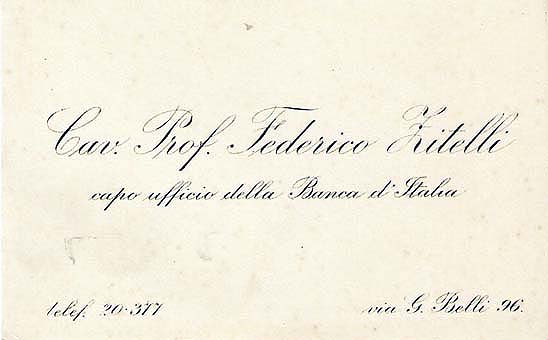 Cav. Prof. Federico Zitelli
capo ufficio della Banca d'Italia
telef. 20-377
via G. Belli 96.